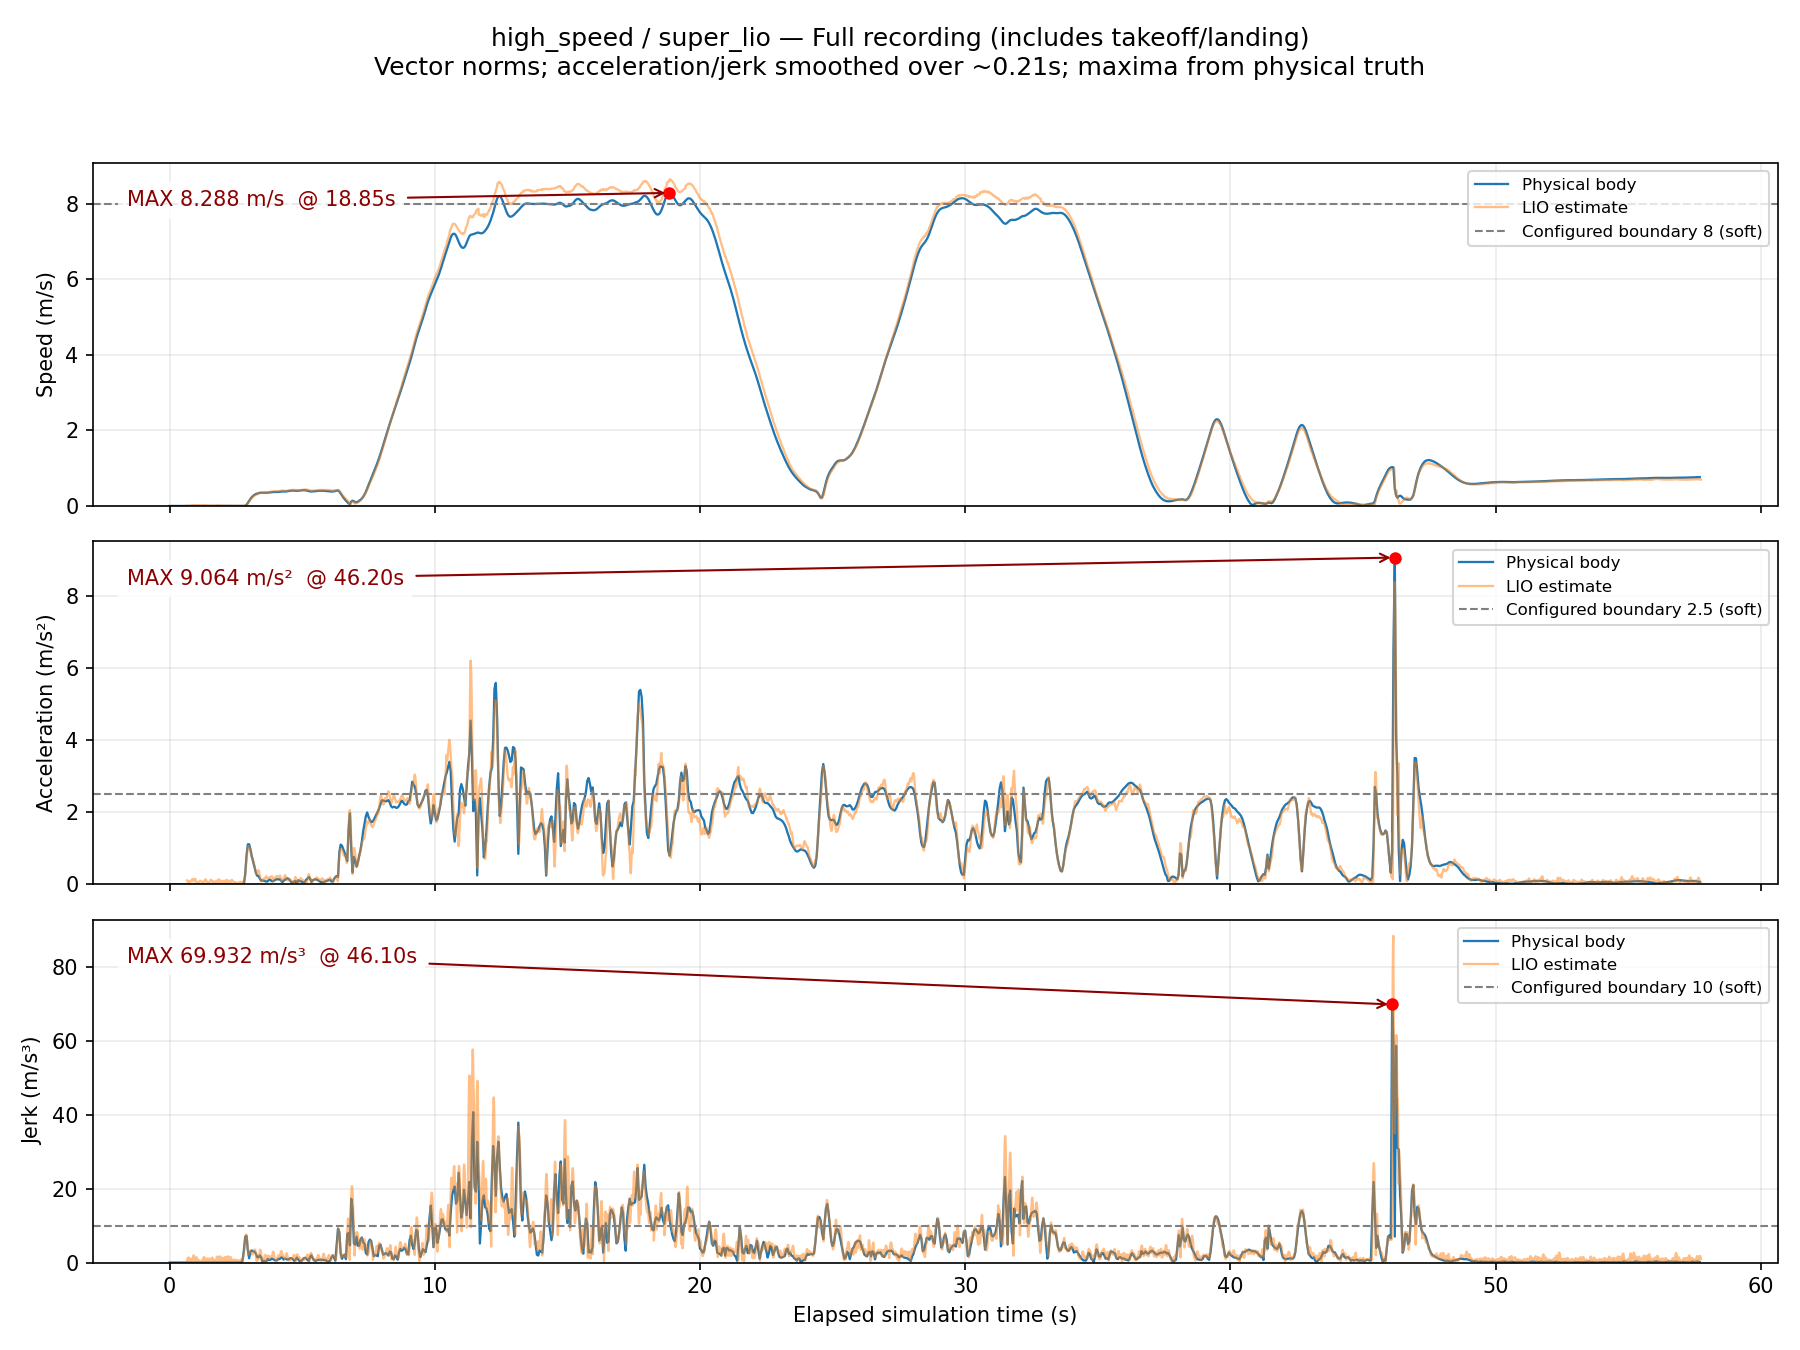 high_speed / super_lio — Full recording (includes takeoff/landing)
Vector norms; acceleration/jerk smoothed over ~0.21s; maxima from physical truth
Speed (m/s)
8
6
4
2
0
MAX 8.288 m/s @ 18.85s
Physical body
LIO estimate
Configured boundary 8 (soft)
Acceleration (m/s²)
8
6
4
2
0
MAX 9.064 m/s² @ 46.20s
Physical body
LIO estimate
Configured boundary 2.5 (soft)
Jerk (m/s³)
80
60
40
20
0
MAX 69.932 m/s³ @ 46.10s
Physical body
LIO estimate
Configured boundary 10 (soft)
0 10 20 30 40 50 60
Elapsed simulation time (s)